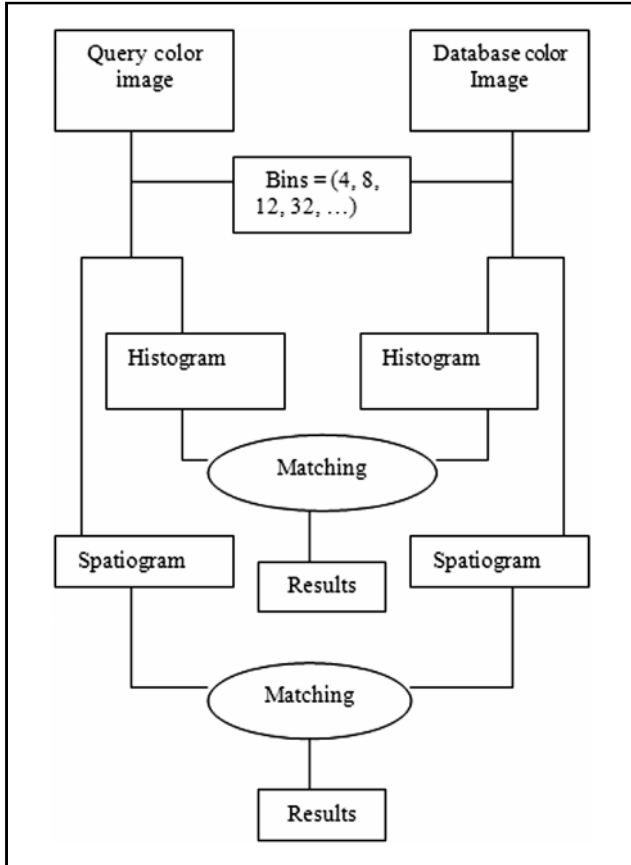 Query color
image
Database color
Image
Bins = (4, 8,
12, 32, …)
Histogram
Histogram
Matching
Spatiogram
Spatiogram
Results
Matching
Results